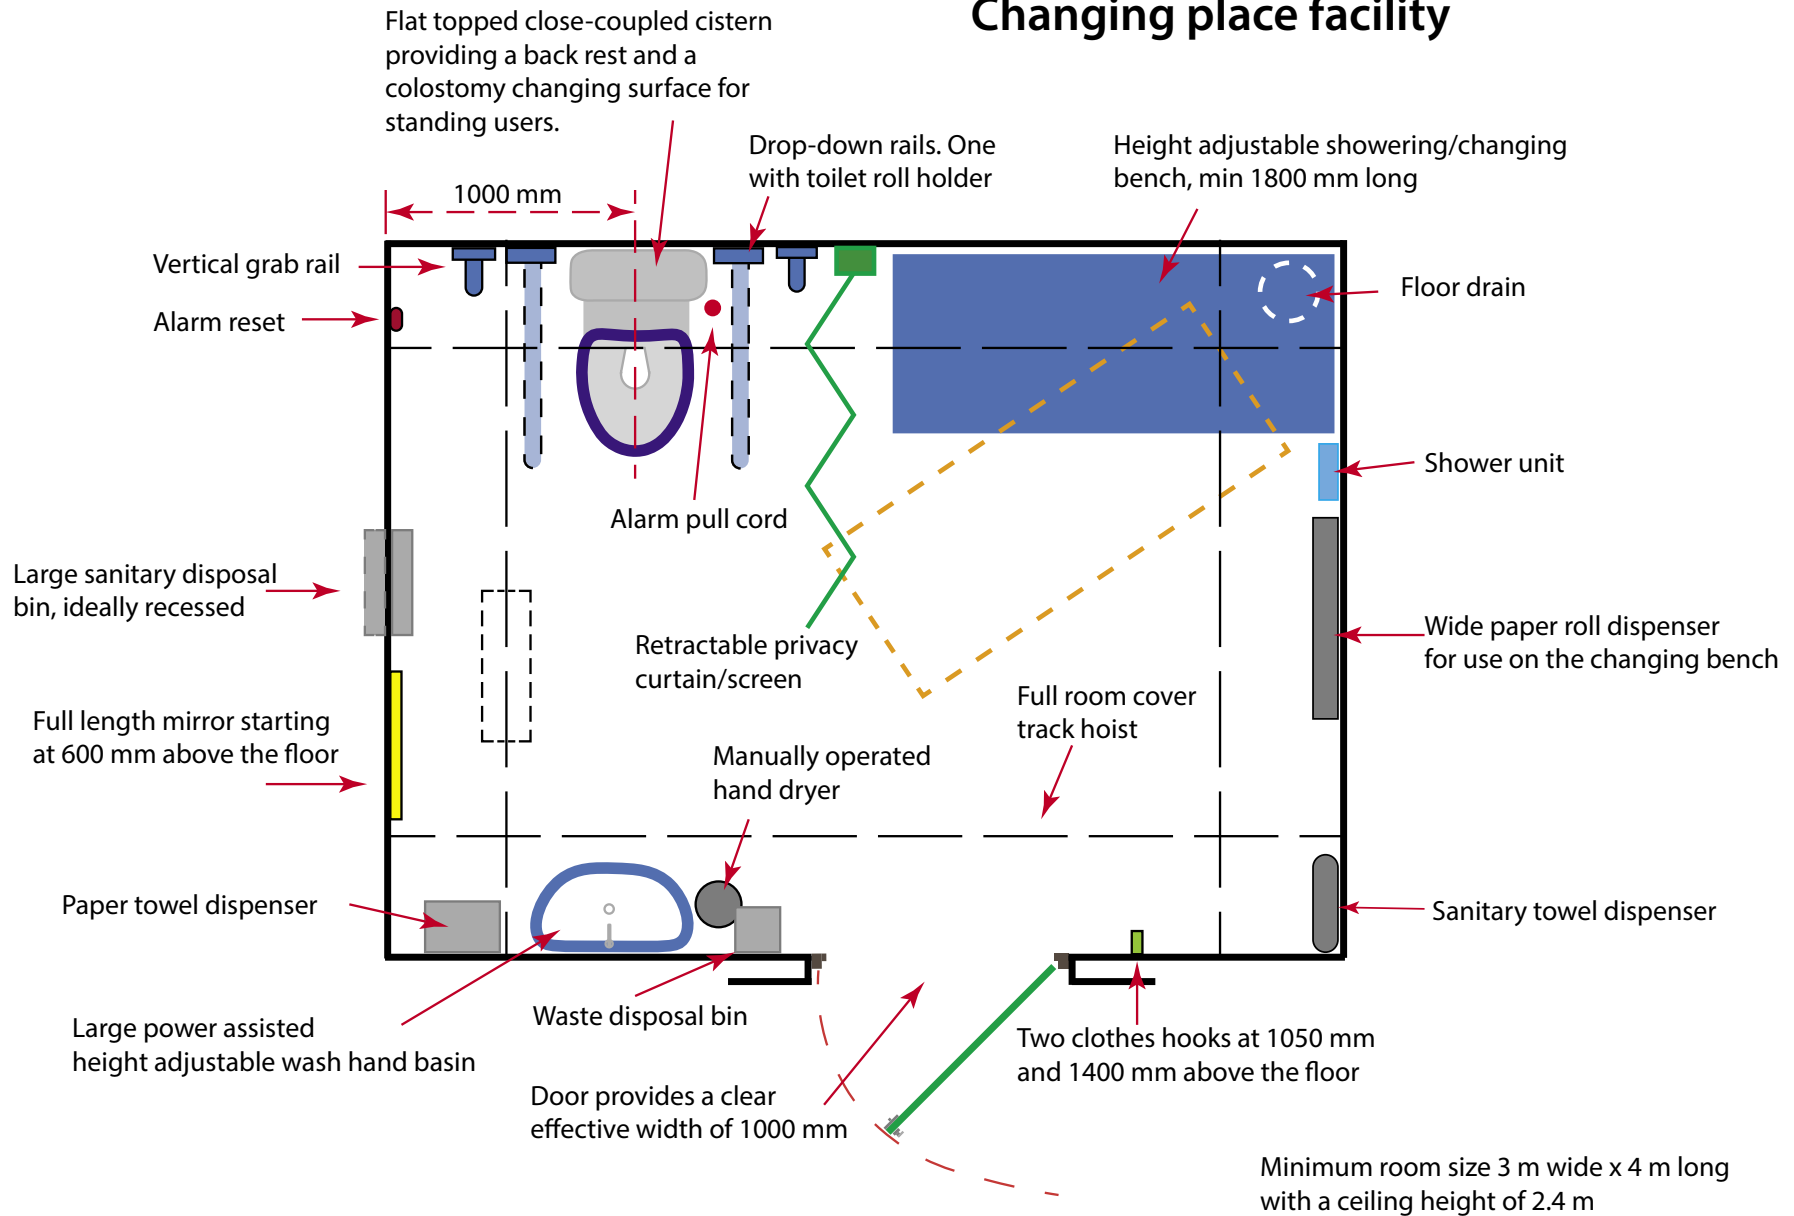 Changing place facility
Flat topped close-coupled cistern
providing a back rest and a
colostomy changing surface for
standing users.
Drop-down rails. One
with toilet roll holder
Height adjustable showering/changing
bench, min 1800 mm long
1000 mm
Vertical grab rail
Alarm reset
Floor drain
Shower unit
Alarm pull cord
Large sanitary disposal
bin, ideally recessed
Retractable privacy
curtain/screen
Wide paper roll dispenser
for use on the changing bench
Full room cover
track hoist
Full length mirror starting
at 600 mm above the floor
Manually operated
hand dryer
Paper towel dispenser
Sanitary towel dispenser
Large power assisted
height adjustable wash hand basin
Waste disposal bin
Two clothes hooks at 1050 mm
and 1400 mm above the floor
Door provides a clear
effective width of 1000 mm
Minimum room size 3 m wide x 4 m long
with a ceiling height of 2.4 m